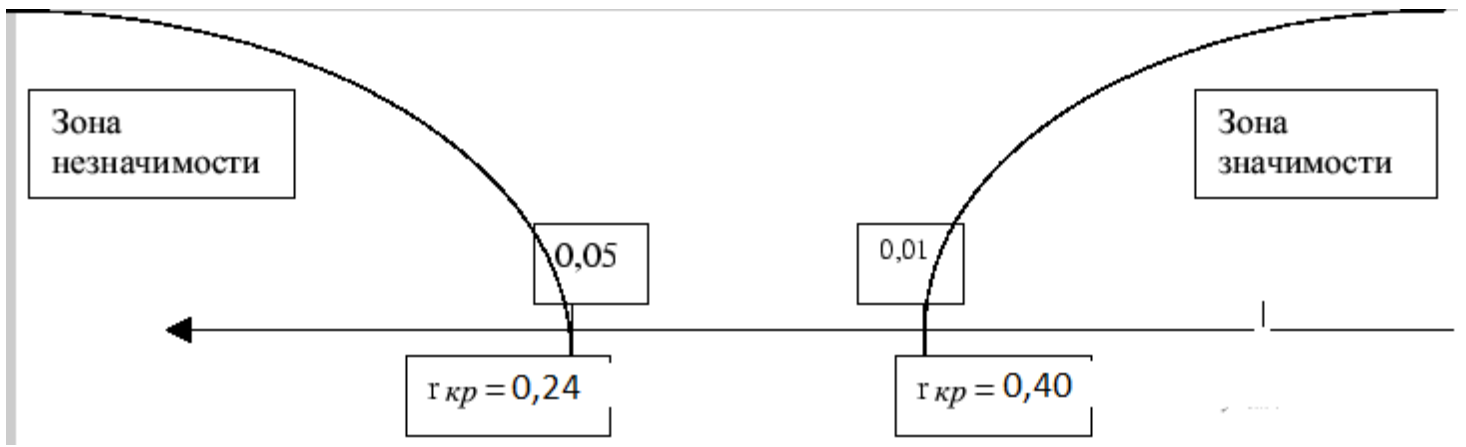 Зона
незначимости
Зона
значимости
0,05
0,01
r кр = 0,24
r кр = 0,40